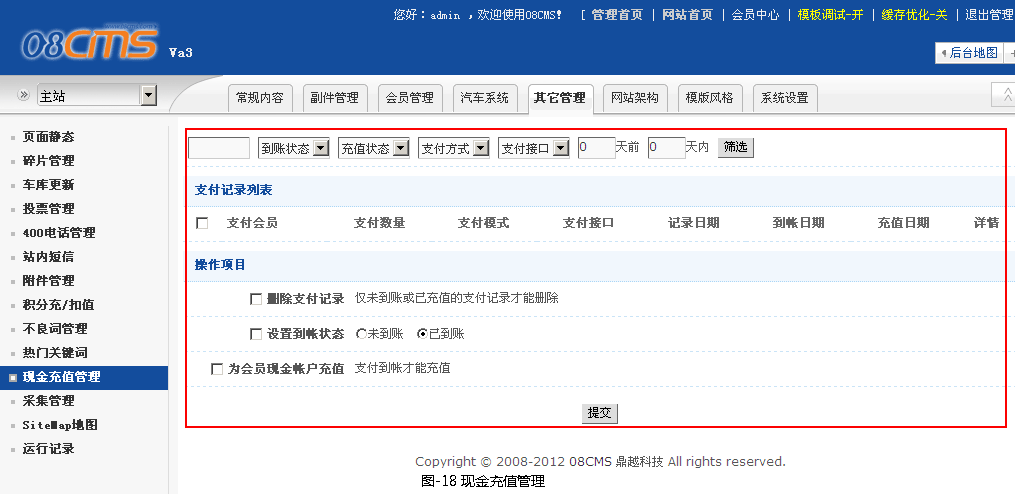 您好：admin ，欢迎使用08CMS！ [ 管理首页 | 网站首页 | 会员中心 | 模板调试-开 | 缓存优化-关 | 退出管理
08CMS Va3
后台地图
主站
常规内容 副件管理 会员管理 汽车系统 其它管理 网站架构 模版风格 系统设置
页面静态
碎片管理
车库更新
投票管理
400电话管理
站内短信
附件管理
积分充/扣值
不良词管理
热门关键词
现金充值管理
采集管理
SiteMap地图
运行记录
到账状态 充值状态 支付方式 支付接口 0 天前 0 天内 筛选
支付记录列表
支付会员 支付数量 支付模式 支付接口 记录日期 到帐日期 充值日期 详情
操作项目
删除支付记录 仅未到账或已充值的支付记录才能删除
设置到帐状态 未到账 已到账
为会员现金帐户充值 支付到帐才能充值
提交
Copyright © 2008-2012 08CMS 鼎越科技 All rights reserved.
图-18 现金充值管理